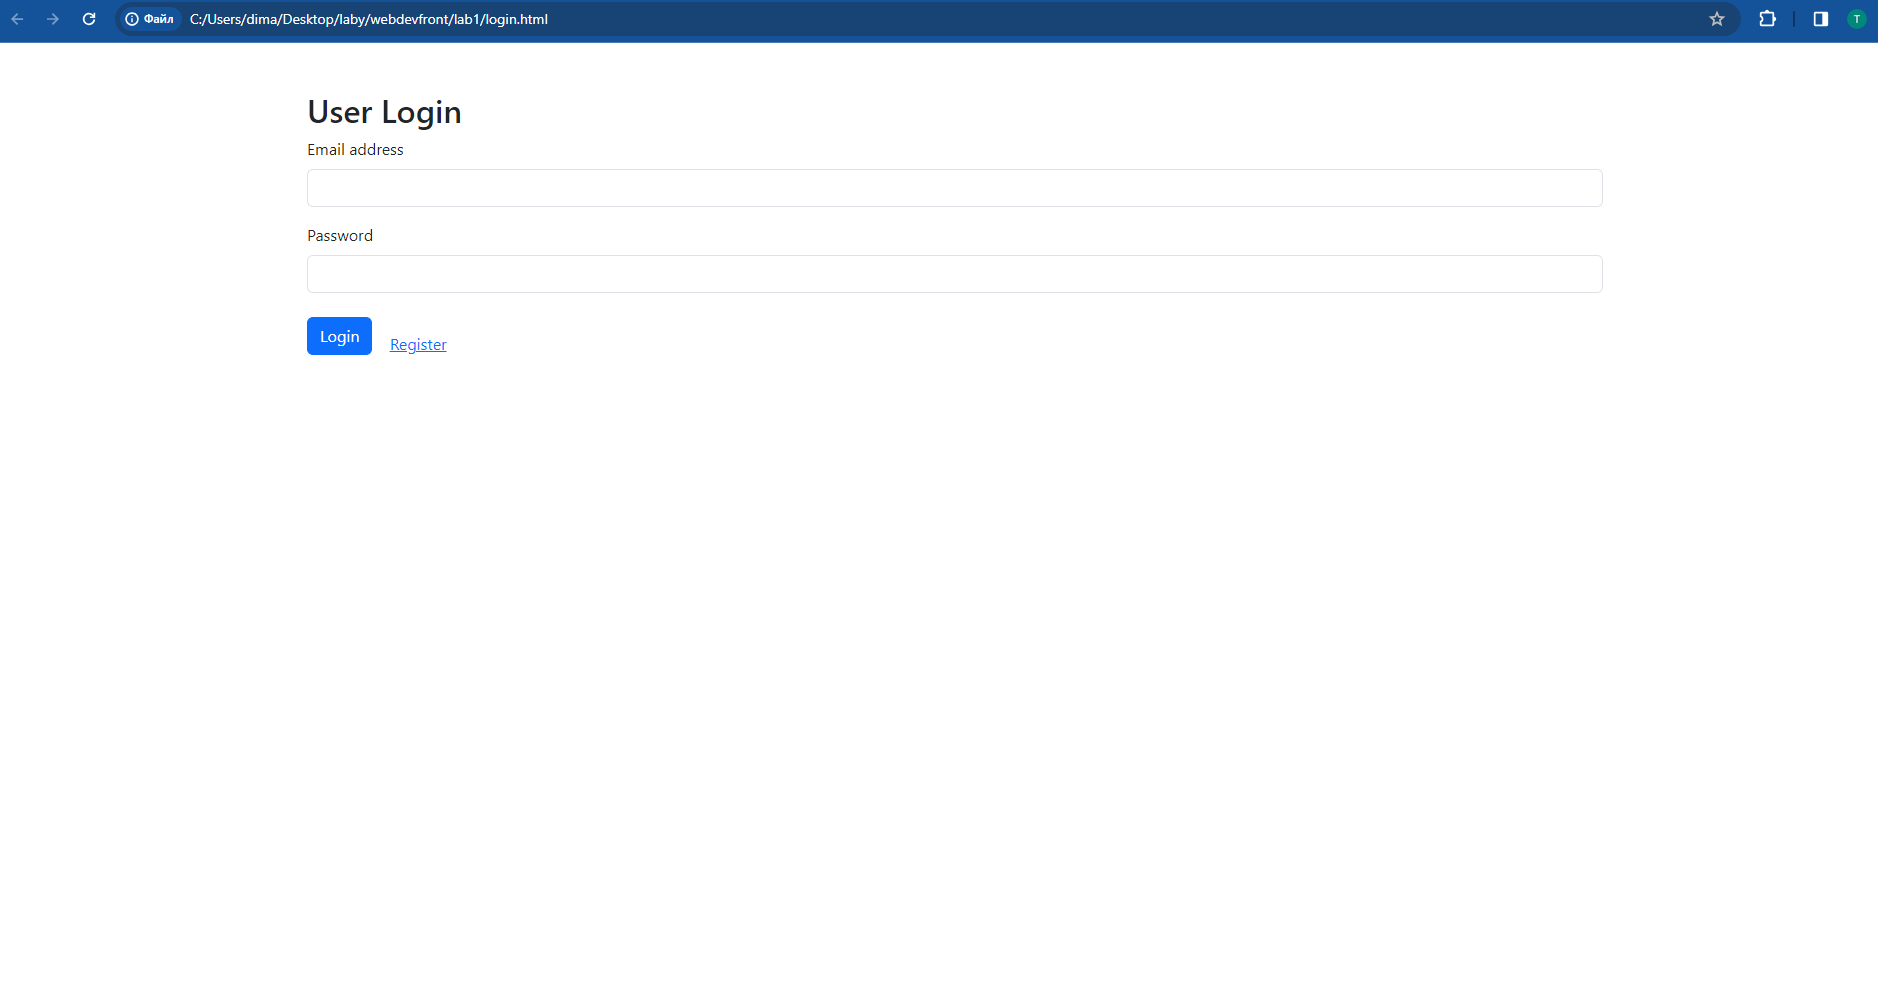 Файл C:/Users/dima/Desktop/laby/webdevfront/lab1/login.html T
User Login
Email address
Password
Login Register